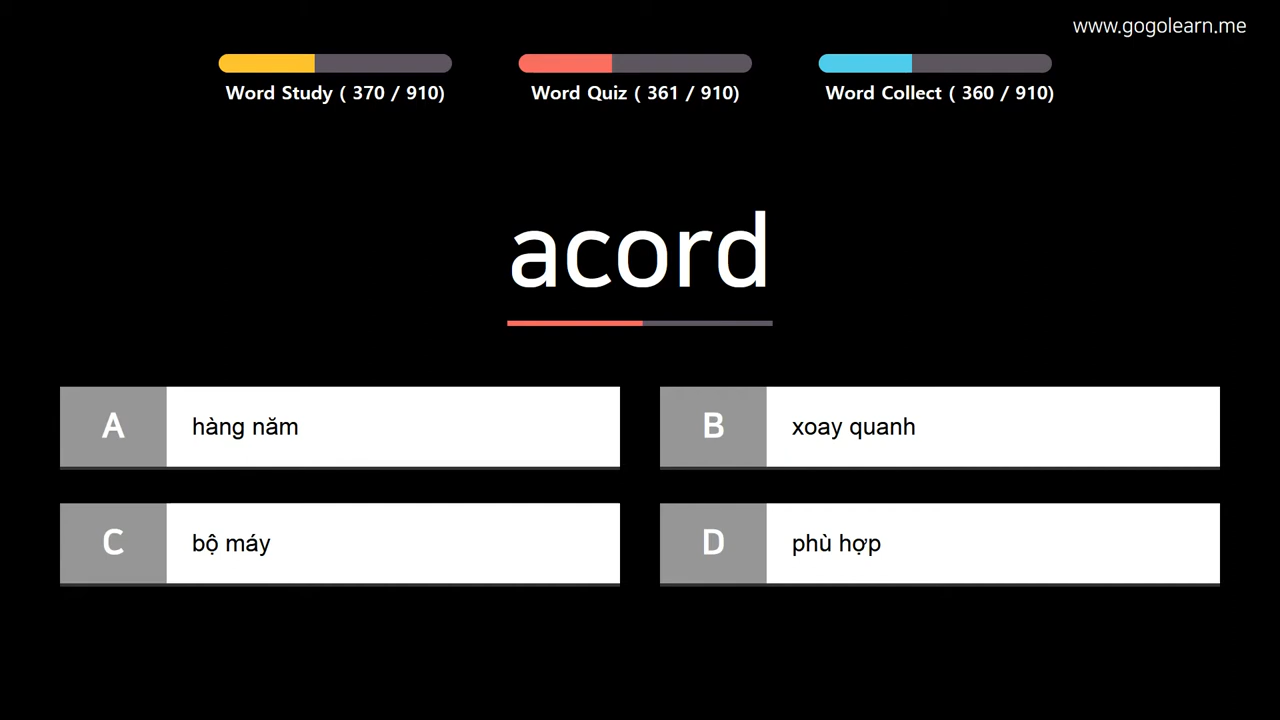 www.gogolearn.me
Word Study ( 370 / 910)
Word Quiz ( 361 / 910)
Word Collect ( 360 / 910)
acord
A hàng năm
B xoay quanh
C bộ máy
D phù hợp